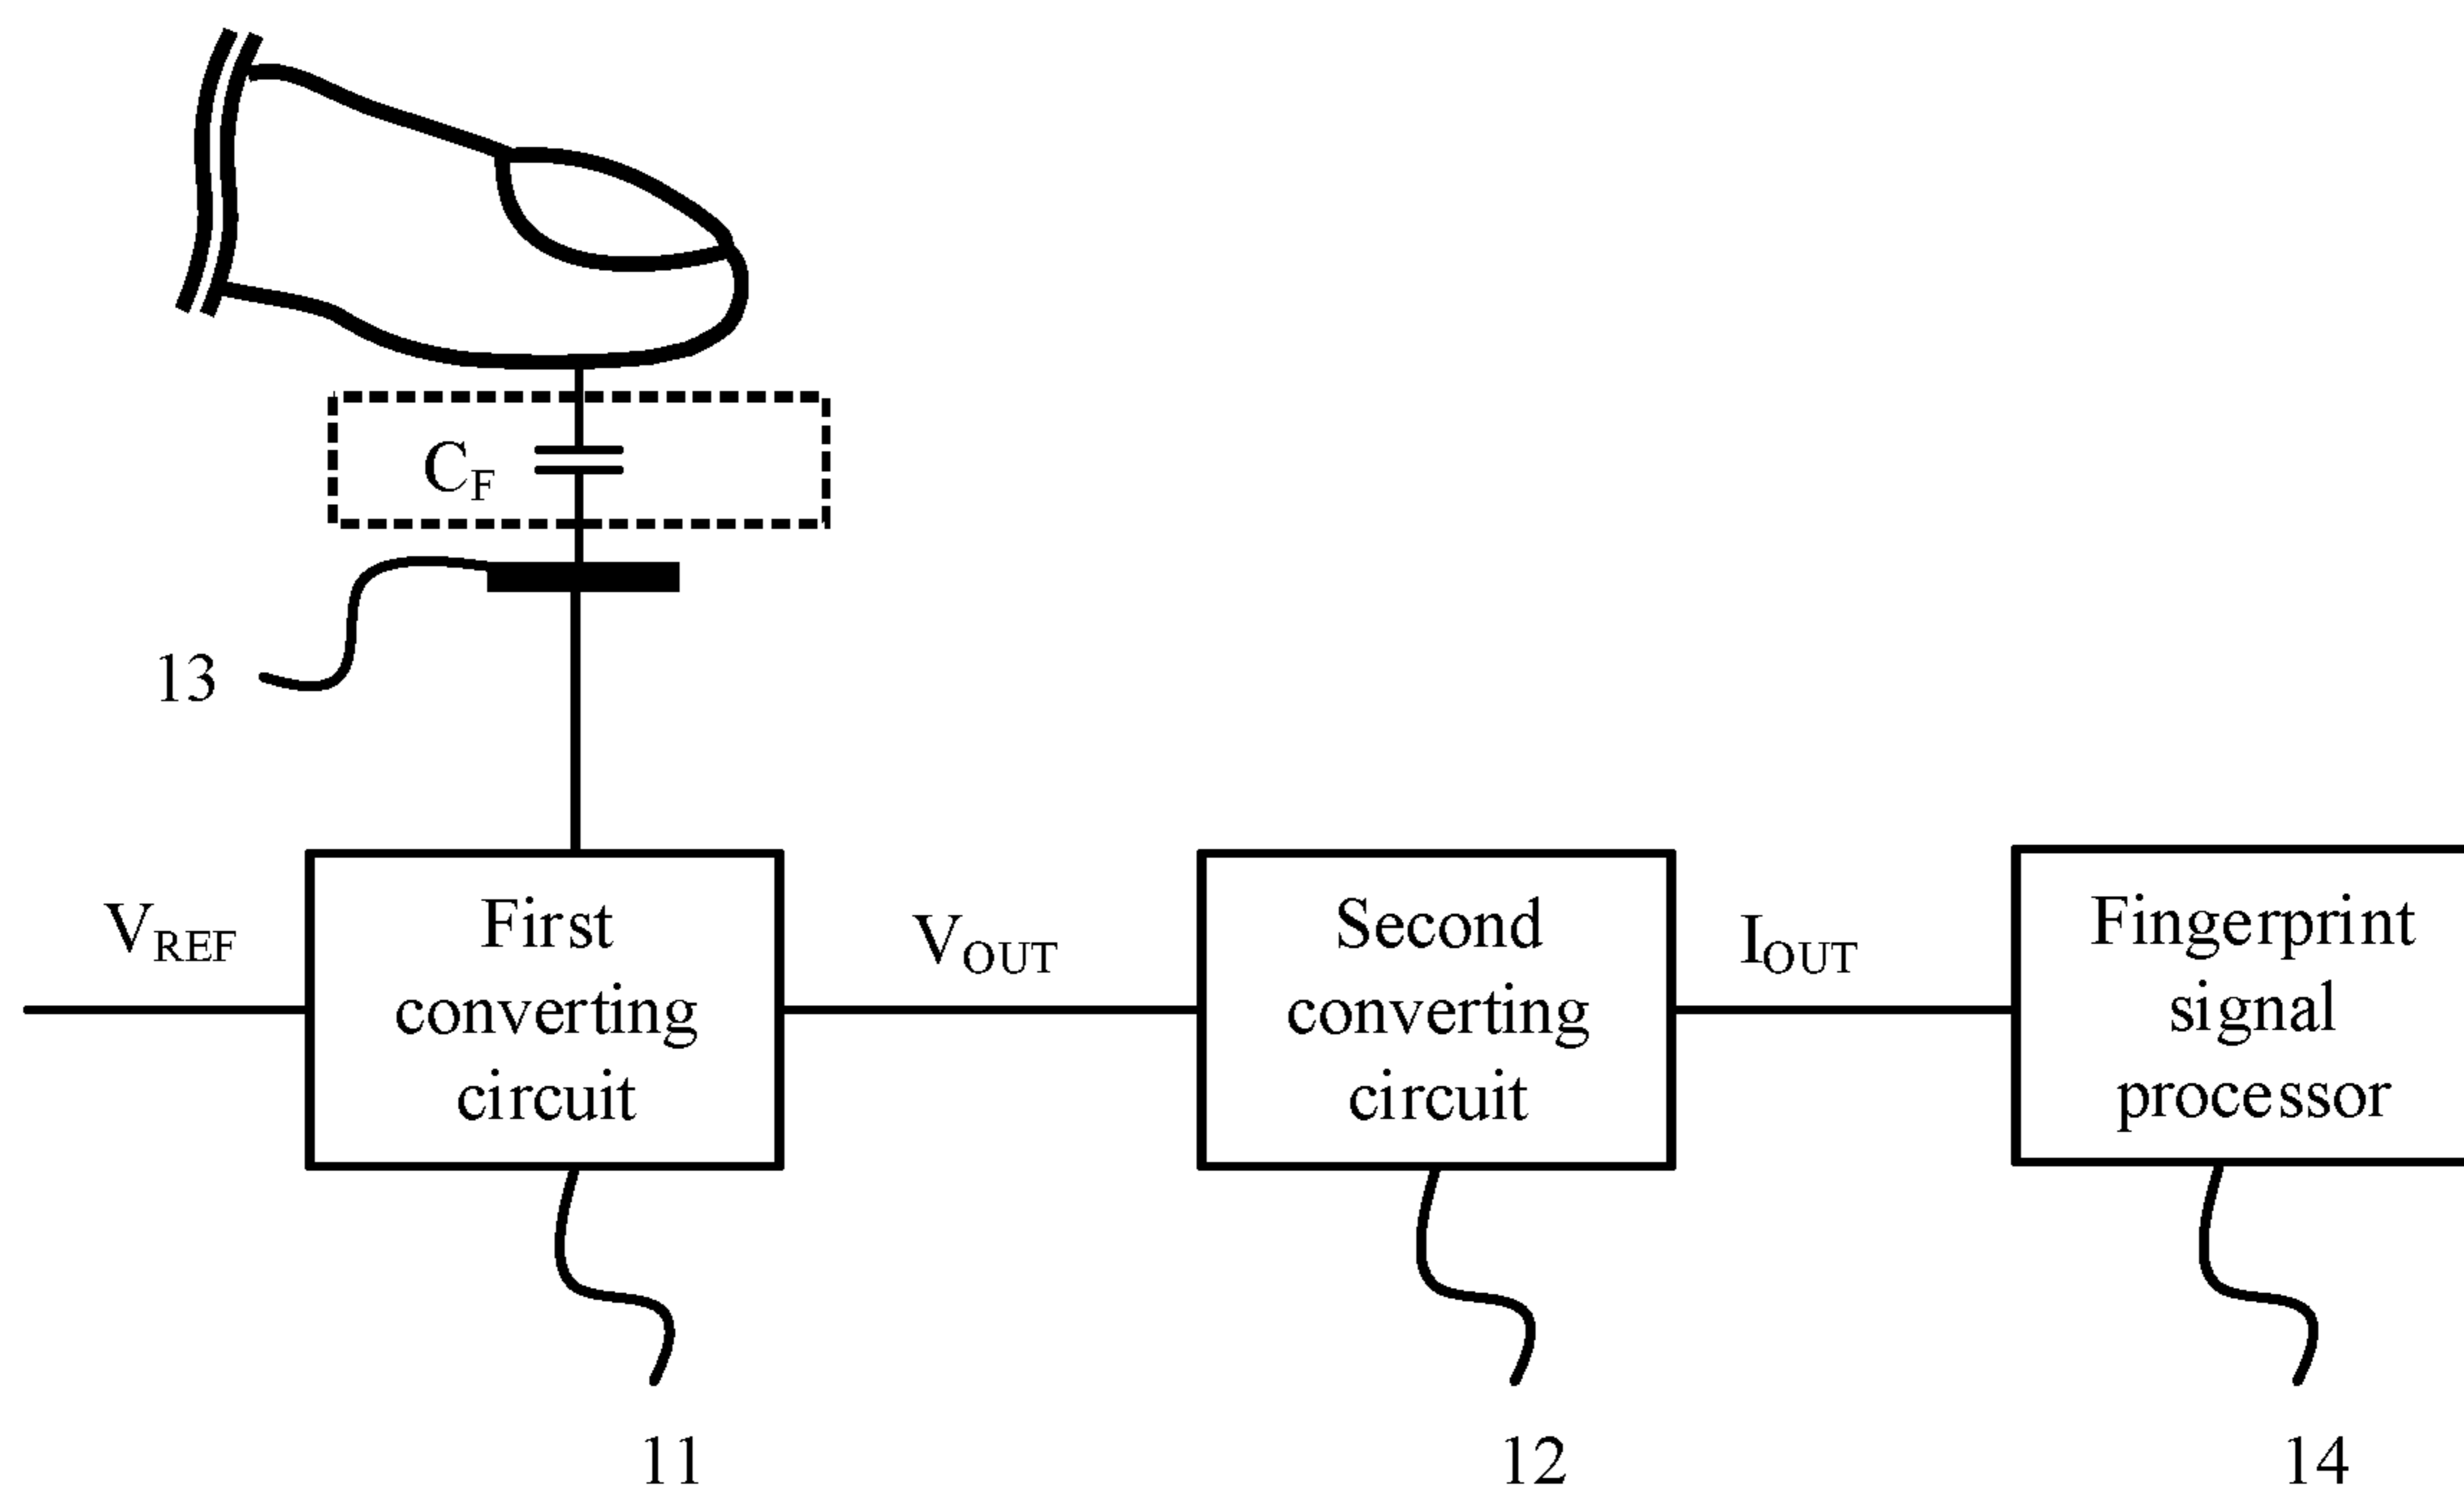 C_F
13
V_REF
First
converting
circuit
V_OUT
Second
converting
circuit
I_OUT
Fingerprint
signal
processor
11
12
14